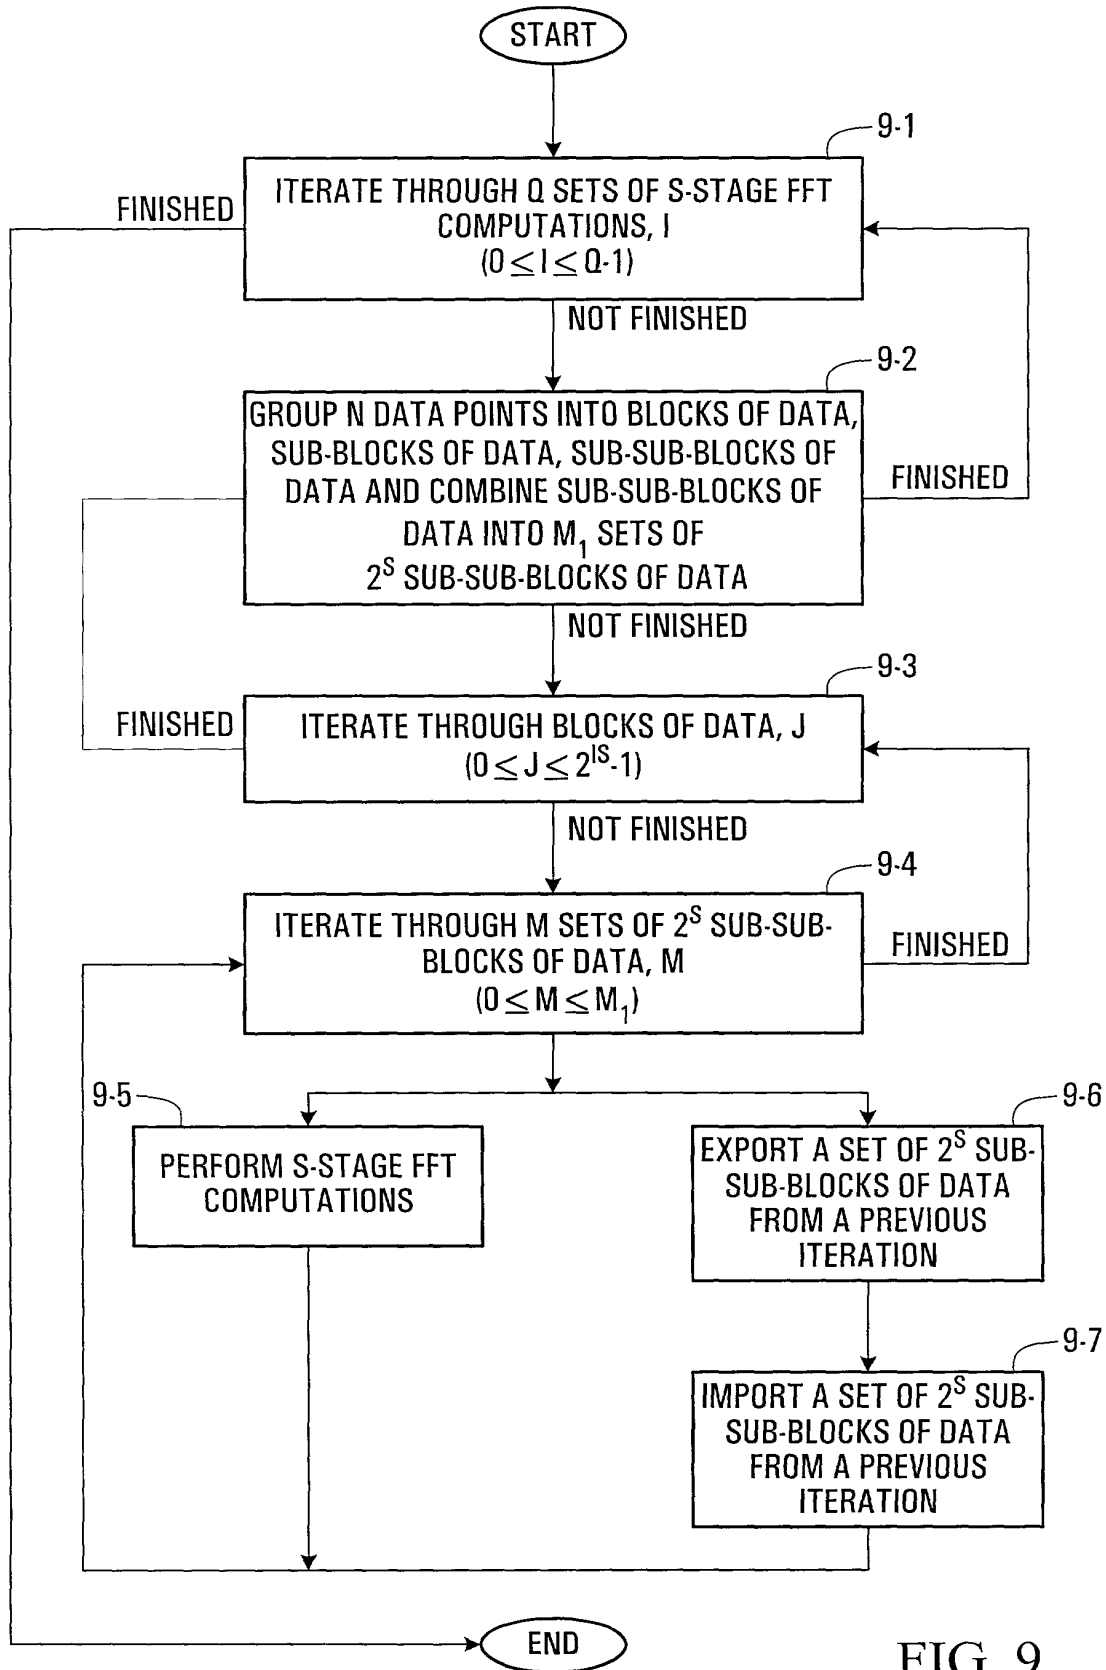 START
9-1
ITERATE THROUGH Q SETS OF S-STAGE FFT
COMPUTATIONS, I
(0 ≤ I ≤ Q-1)
FINISHED
NOT FINISHED
9-2
GROUP N DATA POINTS INTO BLOCKS OF DATA,
SUB-BLOCKS OF DATA, SUB-SUB-BLOCKS OF
DATA AND COMBINE SUB-SUB-BLOCKS OF
DATA INTO M₁ SETS OF
2ˢ SUB-SUB-BLOCKS OF DATA
FINISHED
NOT FINISHED
9-3
FINISHED
ITERATE THROUGH BLOCKS OF DATA, J
(0 ≤ J ≤ 2^IS-1)
NOT FINISHED
9-4
ITERATE THROUGH M SETS OF 2^S SUB-SUB-
BLOCKS OF DATA, M
(0 ≤ M ≤ M₁)
FINISHED
9-5
PERFORM S-STAGE FFT
COMPUTATIONS
9-6
EXPORT A SET OF 2^S SUB-
SUB-BLOCKS OF DATA
FROM A PREVIOUS
ITERATION
9-7
IMPORT A SET OF 2^S SUB-
SUB-BLOCKS OF DATA
FROM A PREVIOUS
ITERATION
END
FIG. 9